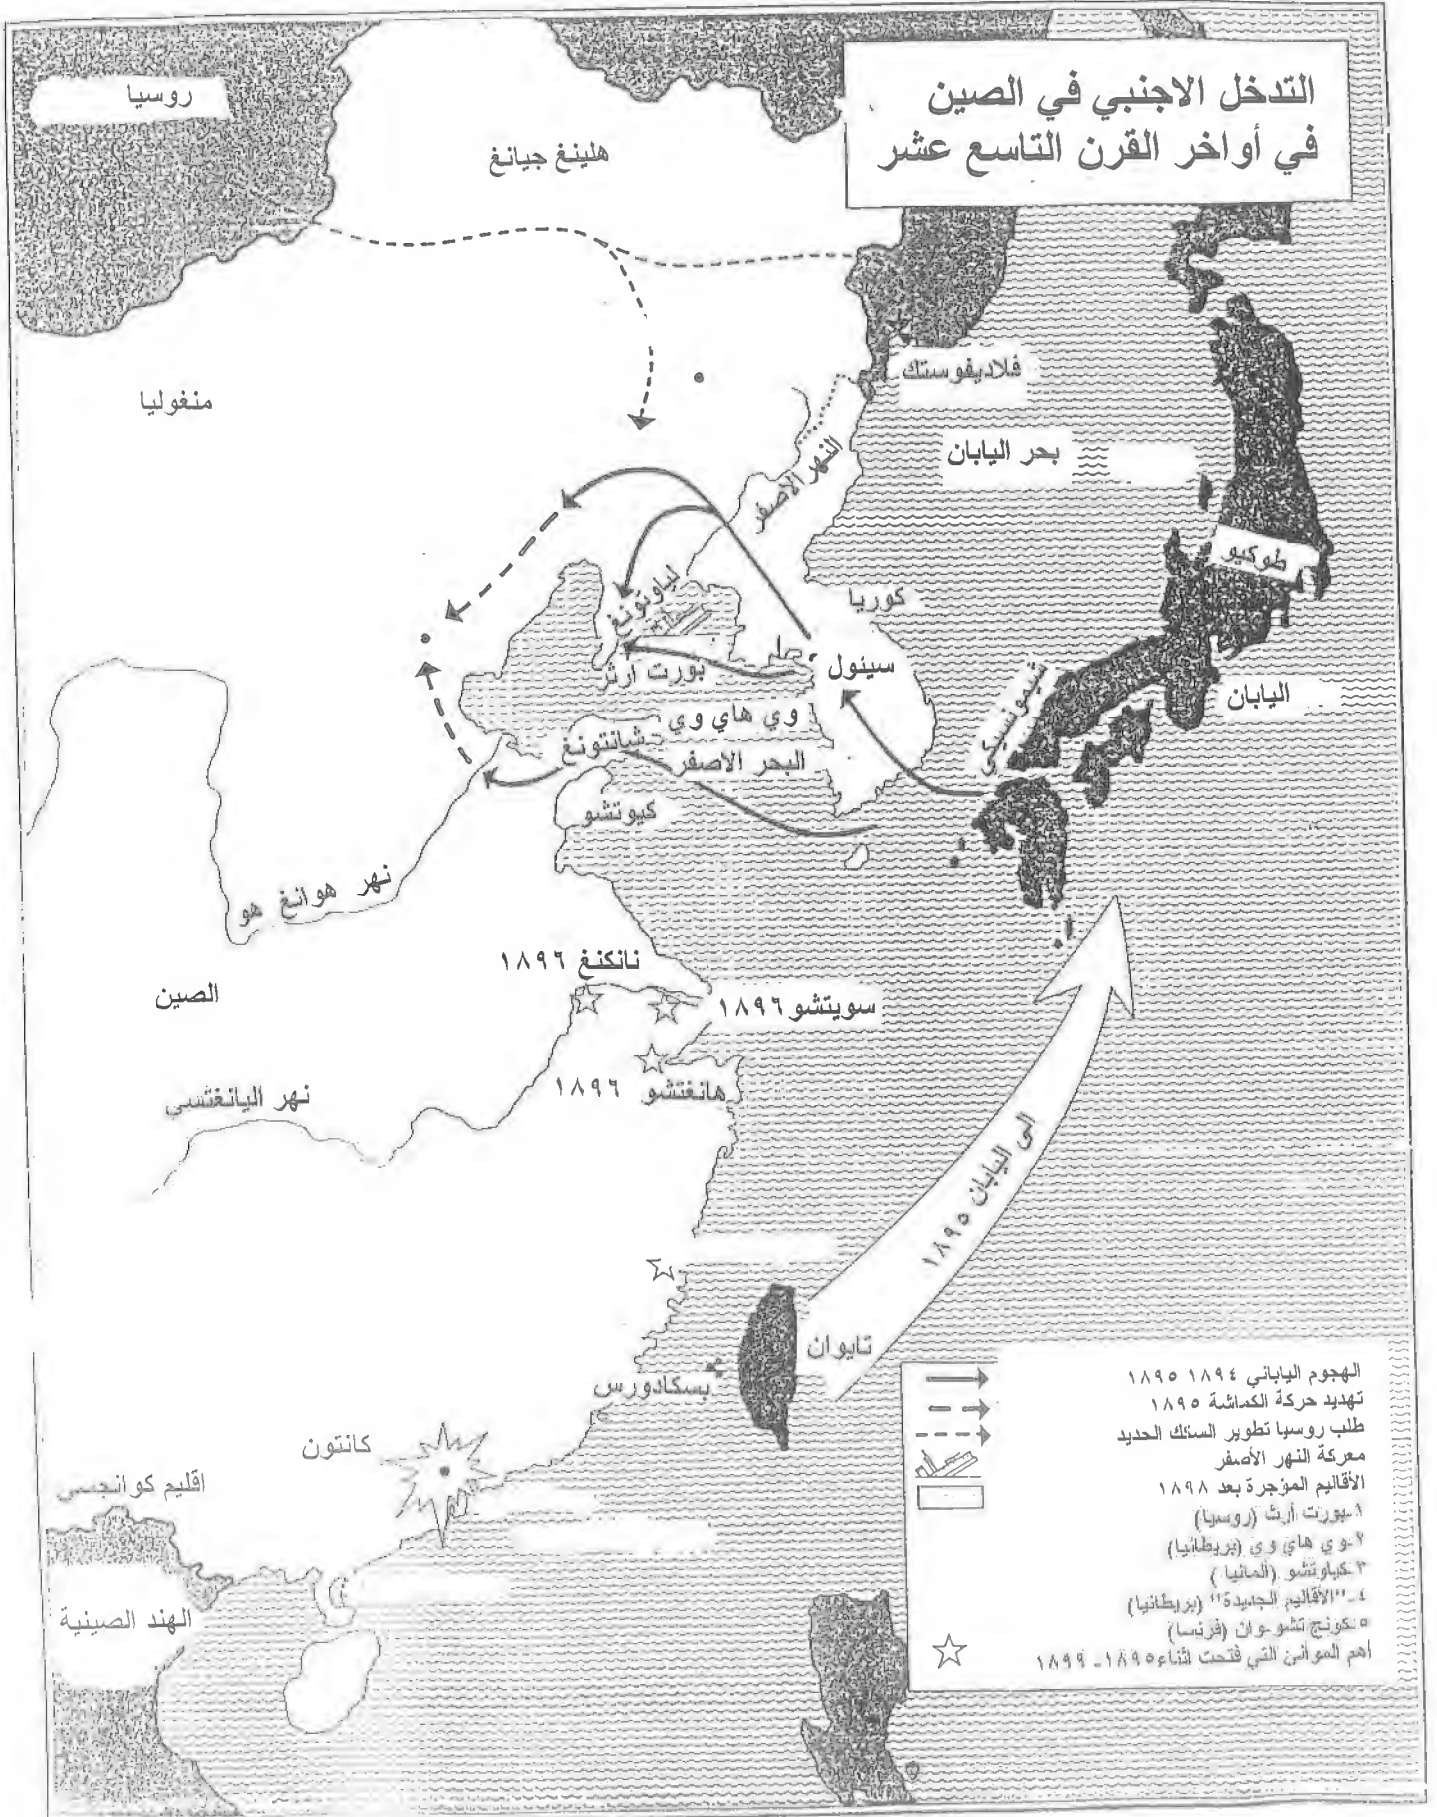 التدخل الاجنبي في الصين
في أواخر القرن التاسع عشر
روسيا
هلينغ جيانغ
فلاديفوستك
منغوليا
بحر اليابان
النهر الأصفر
طوكيو
لياوتونغ
كوريا
سيئول
بورت ارثر
شيمونسيكي
اليابان
وي هاي وي
شانتونغ
البحر الأصفر
كيوتشو
نهر هوانغ هو
نانكنغ ١٨٩٦
الصين
سويتشو ١٨٩٦
هانغتشو ١٨٩٦
نهر اليانغتسي
الى اليابان ١٨٩٥
تايوان
بسكادورس
كانتون
اقليم كوانجسي
الهند الصينية
الهجوم الياباني ١٨٩٤ ١٨٩٥
تهديد حركة الكماشة ١٨٩٥
طلب روسيا تطوير السكك الحديد
معركة النهر الأصفر
الأقاليم المؤجرة بعد ١٨٩٨
١-بورت أرث (روسيا)
٢-وي هاي وي (بريطانيا)
٣-كياوتشو (المانيا)
٤-"الأقاليم الجديدة" (بريطانيا)
٥-كونج تشو-وان (فرنسا)
اهم الموانئ التي فتحت اثناء ١٨٩٥-١٨٩٩